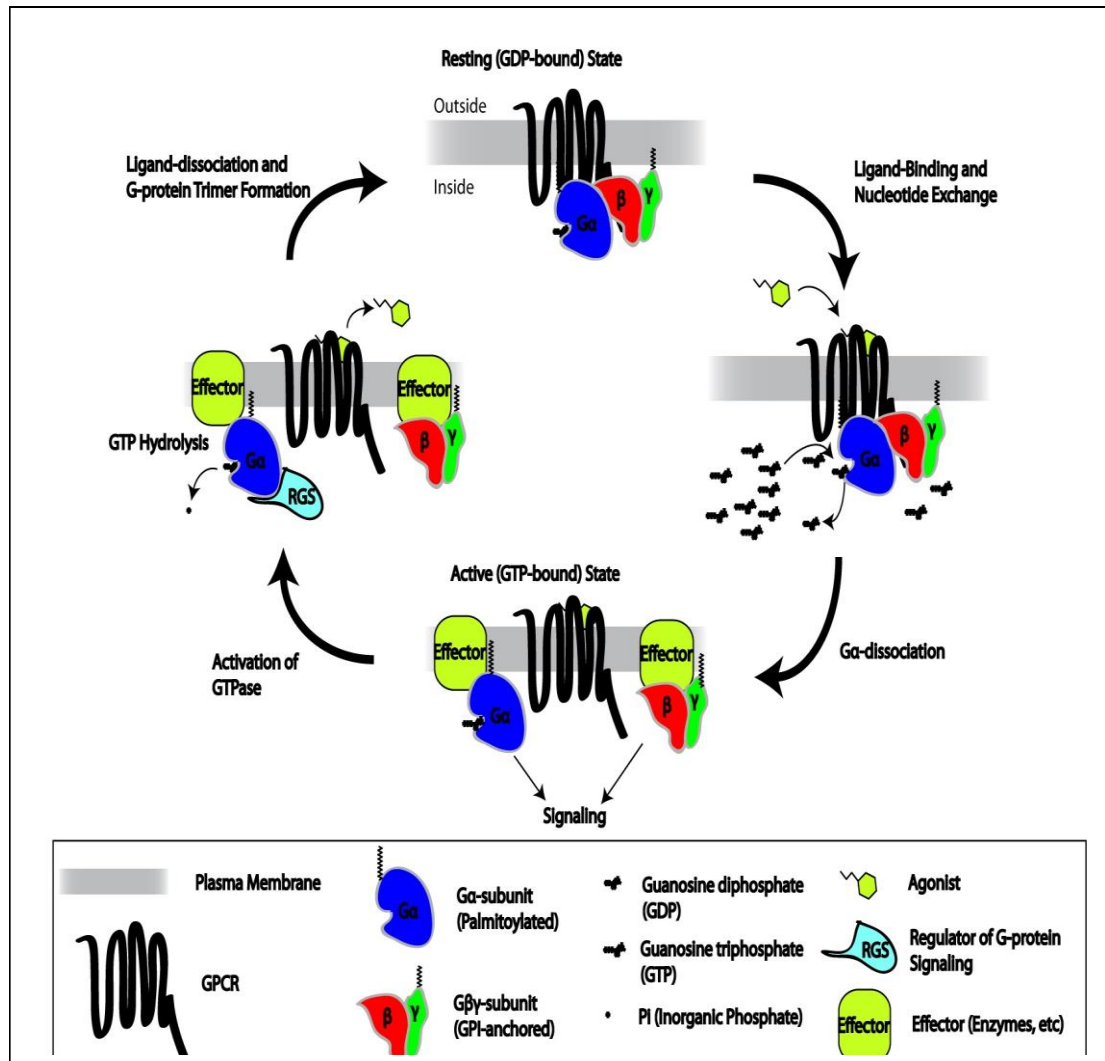 Resting (GDP-bound) State
Outside
Inside
Gα
β
γ
Ligand-dissociation and
G-protein Trimer Formation
Ligand-Binding and
Nucleotide Exchange
Gα
β
γ
Effector
Effector
GTP Hydrolysis
Gα
RGS
β
γ
Active (GTP-bound) State
Effector
Effector
Gα
β
γ
Activation of
GTPase
Gα-dissociation
Signaling
Plasma Membrane
GPCR
Gα
Gα-subunit
(Palmitoylated)
β
γ
Gβγ-subunit
(GPI-anchored)
Guanosine diphosphate
(GDP)
Guanosine triphosphate
(GTP)
PI (Inorganic Phosphate)
Agonist
RGS
Regulator of G-protein
Signaling
Effector
Effector (Enzymes, etc)